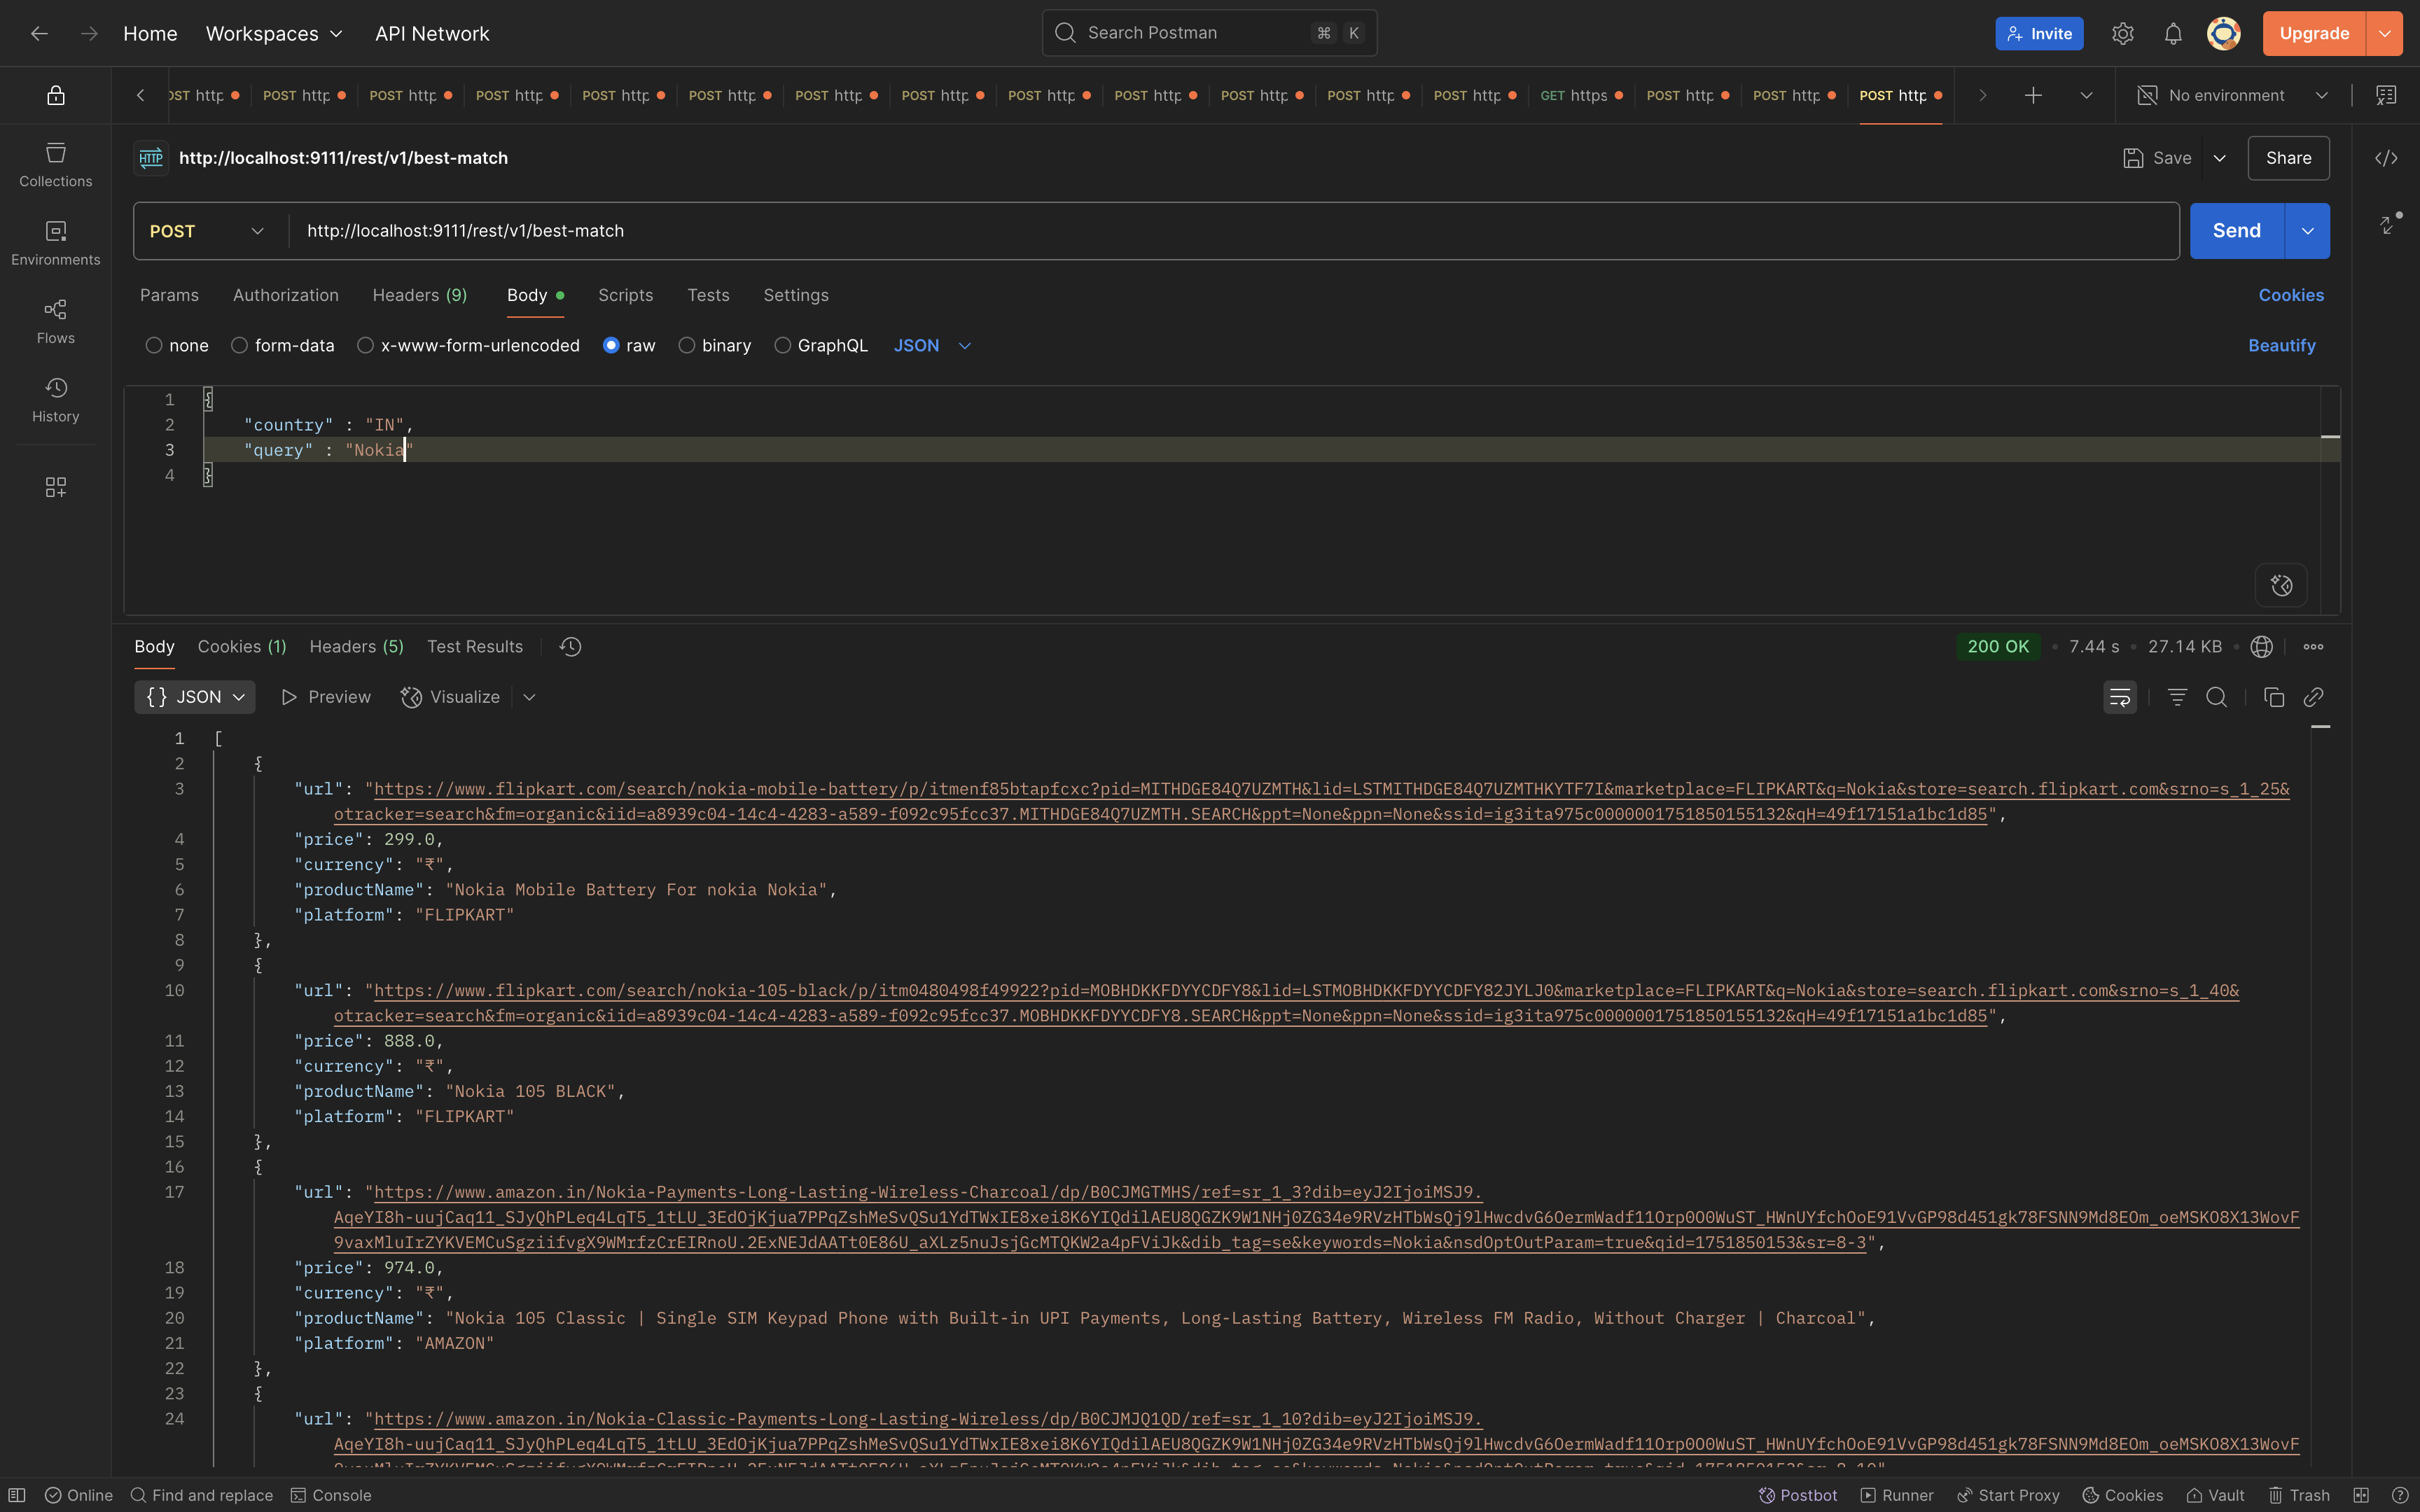 Home Workspaces API Network Search Postman ⌘ K Invite Upgrade
OST http POST http POST http POST http POST http POST http POST http POST http POST http POST http POST http POST http POST http GET https POST http POST http POST http No environment
HTTP http://localhost:9111/rest/v1/best-match Save Share
POST http://localhost:9111/rest/v1/best-match Send
Params Authorization Headers (9) Body Scripts Tests Settings Cookies
none form-data x-www-form-urlencoded raw binary GraphQL JSON Beautify
Collections
Environments
Flows
History
1 {
2 "country" : "IN",
3 "query" : "Nokia"
4 }
Body Cookies (1) Headers (5) Test Results 200 OK • 7.44 s • 27.14 KB
{} JSON Preview Visualize
1 [
2 {
3 "url": "https://www.flipkart.com/search/nokia-mobile-battery/p/itmenf85btapfcxc?pid=MITHDGE84Q7UZMTH&lid=LSTMITHDGE84Q7UZMTHKYTF7I&marketplace=FLIPKART&q=Nokia&store=search.flipkart.com&srno=s_1_25&
otracker=search&fm=organic&iid=a8939c04-14c4-4283-a589-f092c95fcc37.MITHDGE84Q7UZMTH.SEARCH&ppt=None&ppn=None&ssid=ig3ita975c0000001751850155132&qH=49f17151a1bc1d85",
4 "price": 299.0,
5 "currency": "₹",
6 "productName": "Nokia Mobile Battery For nokia Nokia",
7 "platform": "FLIPKART"
8 },
9 {
10 "url": "https://www.flipkart.com/search/nokia-105-black/p/itm0480498f49922?pid=MOBHDKKFDYYCDFY8&lid=LSTMOBHDKKFDYYCDFY82JYLJ0&marketplace=FLIPKART&q=Nokia&store=search.flipkart.com&srno=s_1_40&
otracker=search&fm=organic&iid=a8939c04-14c4-4283-a589-f092c95fcc37.MOBHDKKFDYYCDFY8.SEARCH&ppt=None&ppn=None&ssid=ig3ita975c0000001751850155132&qH=49f17151a1bc1d85",
11 "price": 888.0,
12 "currency": "₹",
13 "productName": "Nokia 105 BLACK",
14 "platform": "FLIPKART"
15 },
16 {
17 "url": "https://www.amazon.in/Nokia-Payments-Long-Lasting-Wireless-Charcoal/dp/B0CJMGTMHS/ref=sr_1_3?dib=eyJ2IjoiMSJ9.
AqeYI8h-uujCaq11_SJyQhPLeq4LqT5_1tLU_3EdOjKjua7PPqZshMeSvQSu1YdTWxIE8xei8K6YIQdilAEU8QGZK9W1NHj0ZG34e9RVzHTbWsQj9lHwcdvG6OermWadf11Orp0O0WuST_HWnUYfchOoE91VvGP98d451gk78FSNN9Md8EOm_oeMSKO8X13WovF
9vaxMluIrZYKVEMCuSgziifvgX9WMrfzCrEIRnoU.2ExNEJdAATt0E86U_aXLz5nuJsjGcMTQKW2a4pFViJk&dib_tag=se&keywords=Nokia&nsdOptOutParam=true&qid=1751850153&sr=8-3",
18 "price": 974.0,
19 "currency": "₹",
20 "productName": "Nokia 105 Classic | Single SIM Keypad Phone with Built-in UPI Payments, Long-Lasting Battery, Wireless FM Radio, Without Charger | Charcoal",
21 "platform": "AMAZON"
22 },
23 {
24 "url": "https://www.amazon.in/Nokia-Classic-Payments-Long-Lasting-Wireless/dp/B0CJMJQ1QD/ref=sr_1_10?dib=eyJ2IjoiMSJ9.
AqeYI8h-uujCaq11_SJyQhPLeq4LqT5_1tLU_3EdOjKjua7PPqZshMeSvQSu1YdTWxIE8xei8K6YIQdilAEU8QGZK9W1NHj0ZG34e9RVzHTbWsQj9lHwcdvG6OermWadf11Orp0O0WuST_HWnUYfchOoE91VvGP98d451gk78FSNN9Md8EOm_oeMSKO8X13WovF
Online Find and replace Console Postbot Runner Start Proxy Cookies Vault Trash